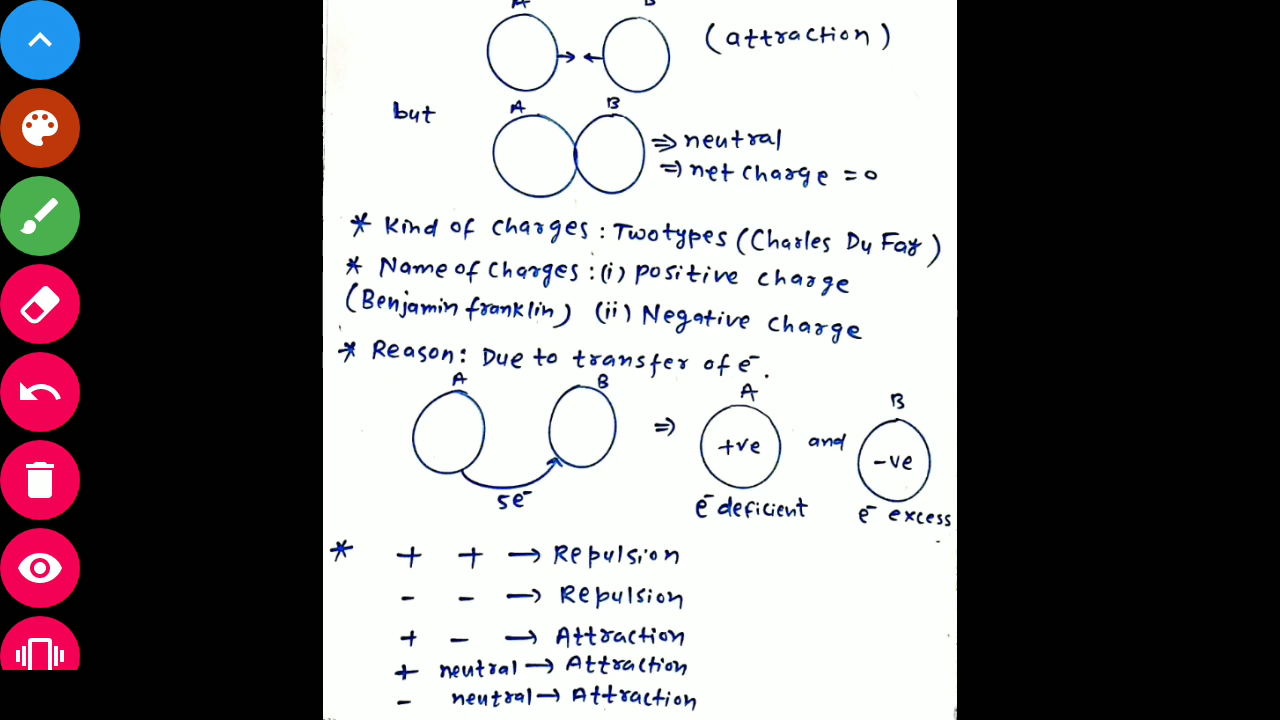 A B
(attraction)
but A B
⇒ neutral
⇒ net charge = 0
* Kind of charges : Two types (Charles Du Fay)
* Name of charges : (i) positive charge
(Benjamin franklin) (ii) Negative charge
* Reason: Due to transfer of e⁻.
A B ⇒ A B
+ve and -ve
5e⁻ e⁻ deficient e⁻ excess
* + + → Repulsion
- - → Repulsion
+ - → Attraction
+ neutral → Attraction
- neutral → Attraction